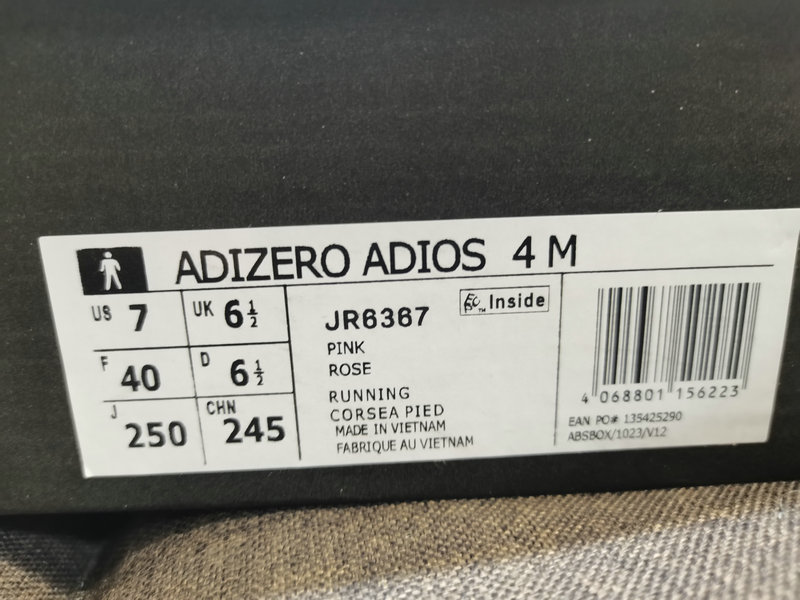 ADIZERO ADIOS 4 M
US 7 UK 6½
F 40 D 6½
J 250 CHN 245
JR6367
PINK
ROSE
RUNNING
CORSEA PIED
MADE IN VIETNAM
FABRIQUE AU VIETNAM
EC™ Inside
4 068801 156223
EAN PO# 135425290
ABSBOX/1023/V12